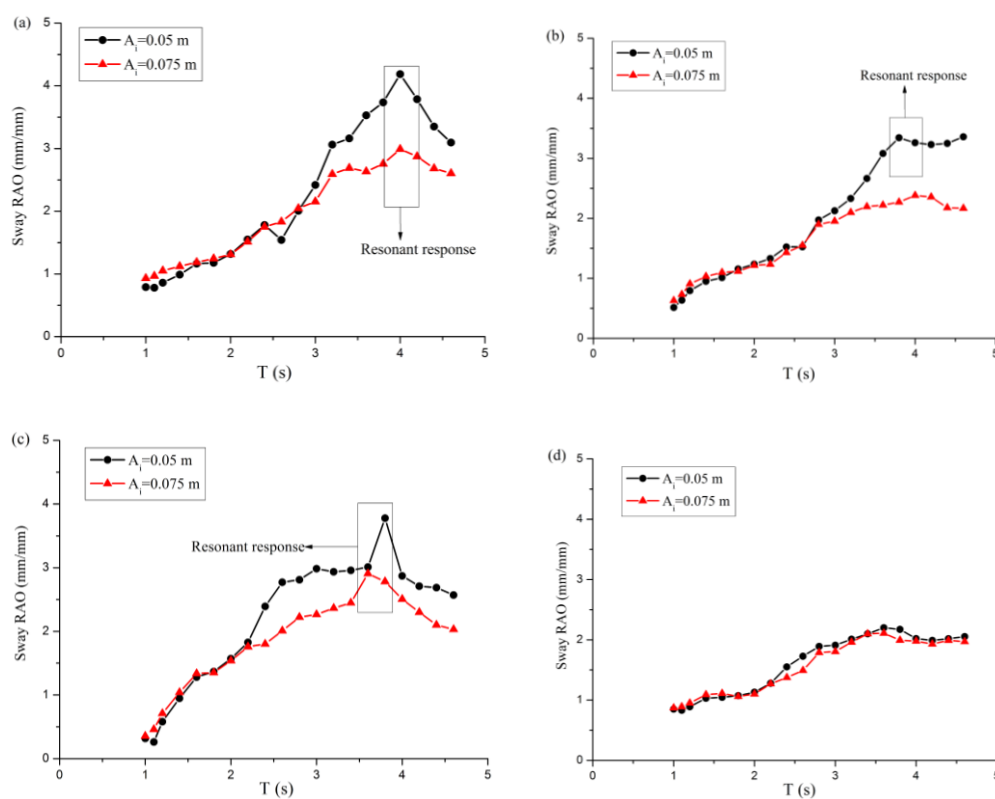 (a)
A_i=0.05 m
A_i=0.075 m
Sway RAO (mm/mm)
5
4
3
2
1
0
Resonant response
0 1 2 3 4 5
T (s)
(b)
A_i=0.05 m
A_i=0.075 m
Resonant response
Sway RAO (mm/mm)
5
4
3
2
1
0
0 1 2 3 4 5
T (s)
(c)
A_i=0.05 m
A_i=0.075 m
Resonant response
Sway RAO (mm/mm)
5
4
3
2
1
0
0 1 2 3 4 5
T (s)
(d)
A_i=0.05 m
A_i=0.075 m
Sway RAO (mm/mm)
5
4
3
2
1
0
0 1 2 3 4 5
T (s)